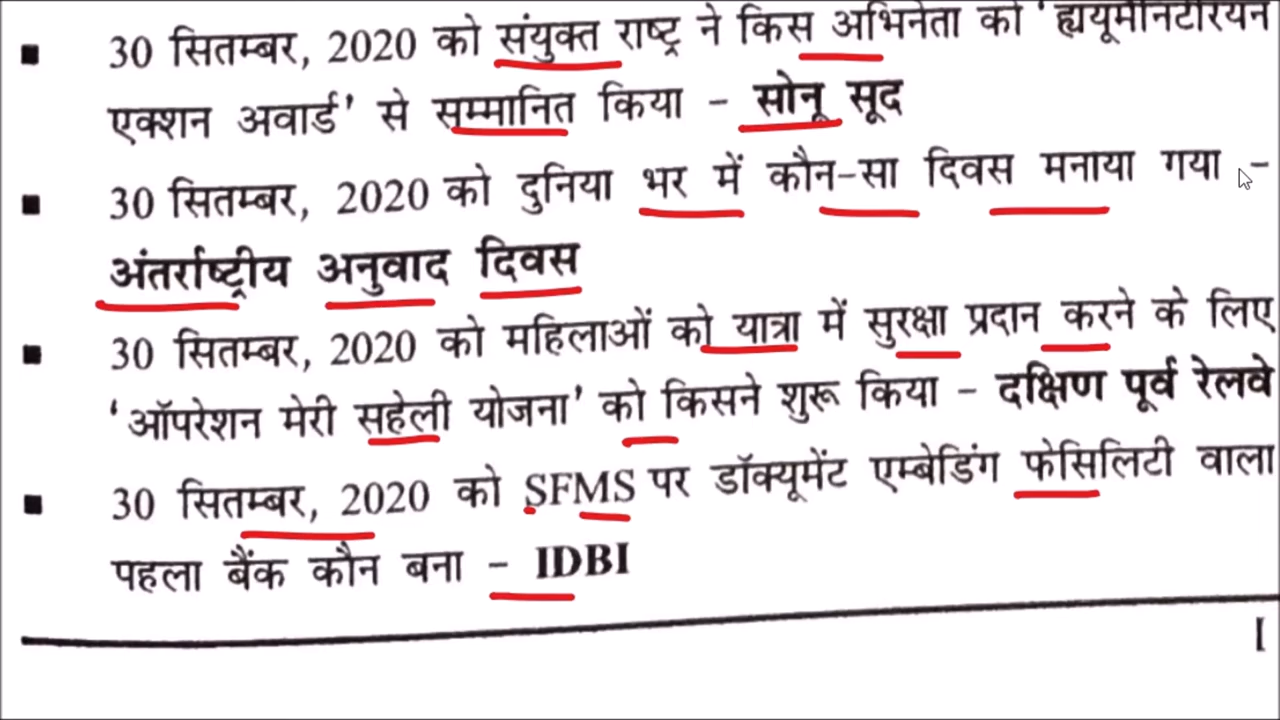 30 सितम्बर, 2020 को संयुक्त राष्ट्र ने किस अभिनेता को 'ह्ययूमेनिटेरियन
एक्शन अवार्ड' से सम्मानित किया - सोनू सूद
30 सितम्बर, 2020 को दुनिया भर में कौन-सा दिवस मनाया गया -
अंतर्राष्ट्रीय अनुवाद दिवस
30 सितम्बर, 2020 को महिलाओं को यात्रा में सुरक्षा प्रदान करने के लिए
'ऑपरेशन मेरी सहेली योजना' को किसने शुरू किया - दक्षिण पूर्व रेलवे
30 सितम्बर, 2020 को SFMS पर डॉक्यूमेंट एम्बेडिंग फेसिलिटी वाला
पहला बैंक कौन बना - IDBI